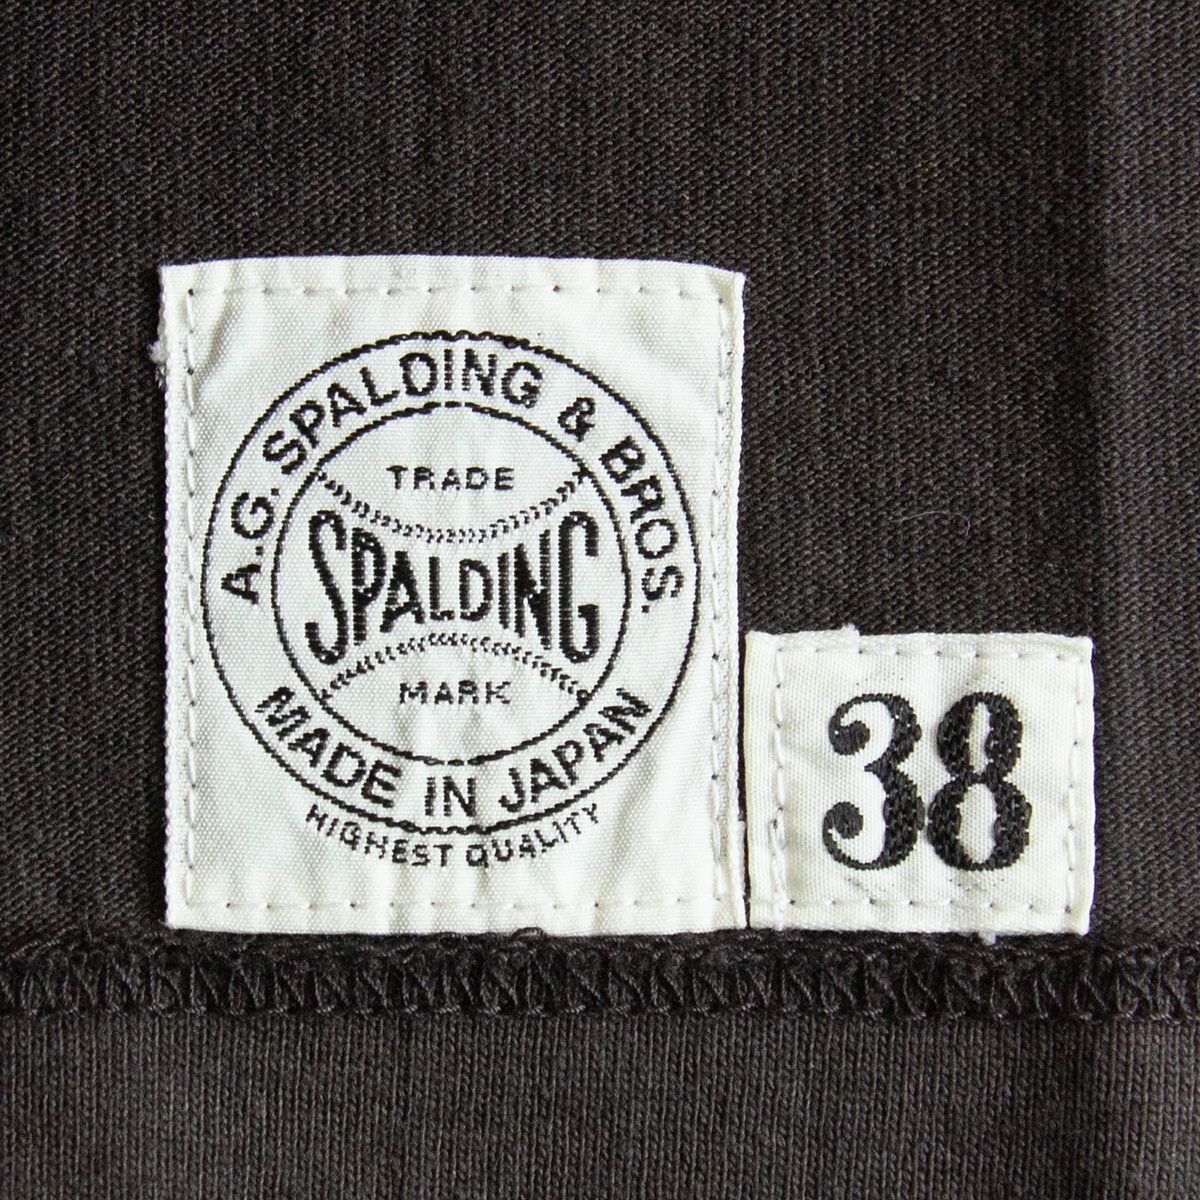 A.G. SPALDING & BROS.
TRADE
SPALDING
MARK
MADE IN JAPAN
HIGHEST QUALITY
38